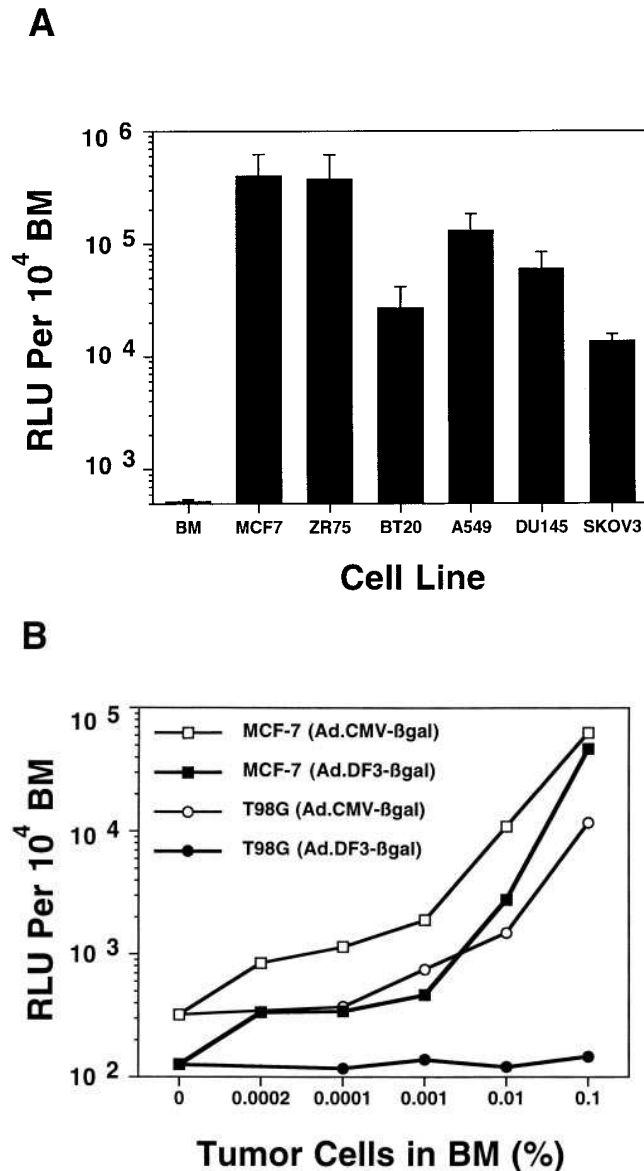 A
RLU Per 10^4 BM
10^6
10^5
10^4
10^3
BM MCF7 ZR75 BT20 A549 DU145 SKOV3
Cell Line
B
RLU Per 10^4 BM
10^5
10^4
10^3
10^2
MCF-7 (Ad.CMV-ßgal)
MCF-7 (Ad.DF3-ßgal)
T98G (Ad.CMV-ßgal)
T98G (Ad.DF3-ßgal)
0 0.0002 0.0001 0.001 0.01 0.1
Tumor Cells in BM (%)